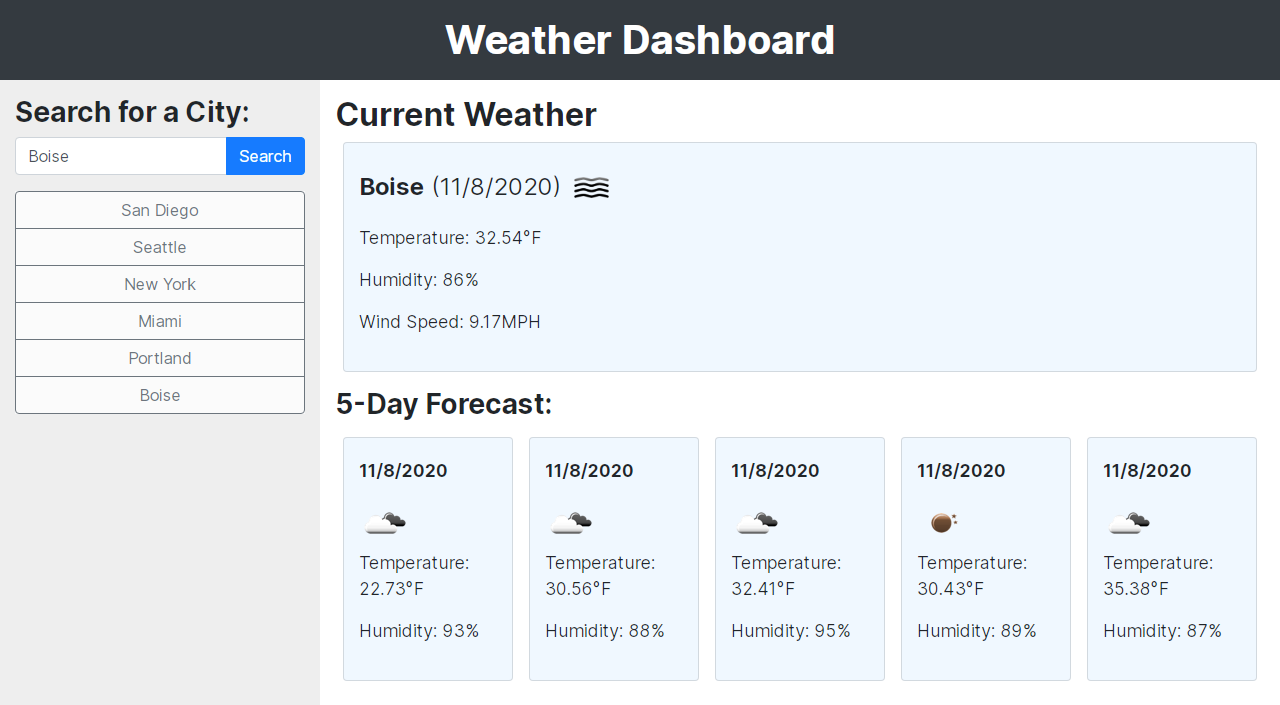 Weather Dashboard
Search for a City:
Boise
Search
San Diego
Seattle
New York
Miami
Portland
Boise
Current Weather
Boise (11/8/2020)
Temperature: 32.54°F
Humidity: 86%
Wind Speed: 9.17MPH
5-Day Forecast:
11/8/2020
Temperature:
22.73°F
Humidity: 93%
11/8/2020
Temperature:
30.56°F
Humidity: 88%
11/8/2020
Temperature:
32.41°F
Humidity: 95%
11/8/2020
Temperature:
30.43°F
Humidity: 89%
11/8/2020
Temperature:
35.38°F
Humidity: 87%